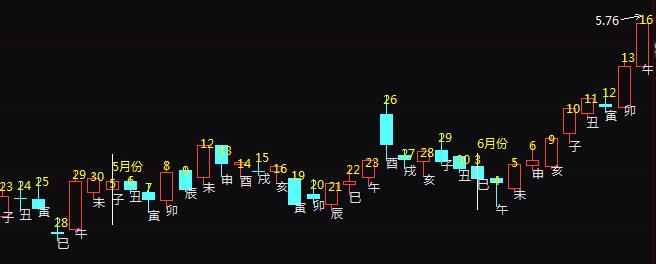 5.76
16
13
10 11 12
26
6月份
29 12 13 9
5月份 14 15 27 28 6
23 24 25 29 30 5 6 7 8 9 16 22 23 30 3 5
19 20 21 4
28
午
卯
丑 寅
子
申 酉 戌 酉 戌 亥 申 亥
未 亥 午 丑
未 子 丑 辰 巳 巳 未
子 丑 寅 寅 卯 寅 卯 辰 午
巳 午